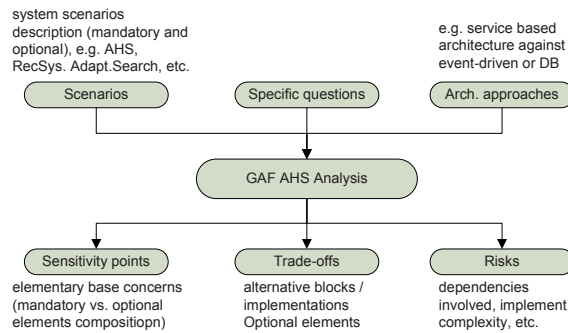 system scenarios
description (mandatory and
optional), e.g. AHS,
RecSys. Adapt.Search, etc.
e.g. service based
architecture against
event-driven or DB
Scenarios
Specific questions
Arch. approaches
GAF AHS Analysis
Sensitivity points
Trade-offs
Risks
elementary base concerns
(mandatory vs. optional
elements compositiopn)
alternative blocks /
implementations
Optional elements
dependencies
involved, implement.
complexity, etc.